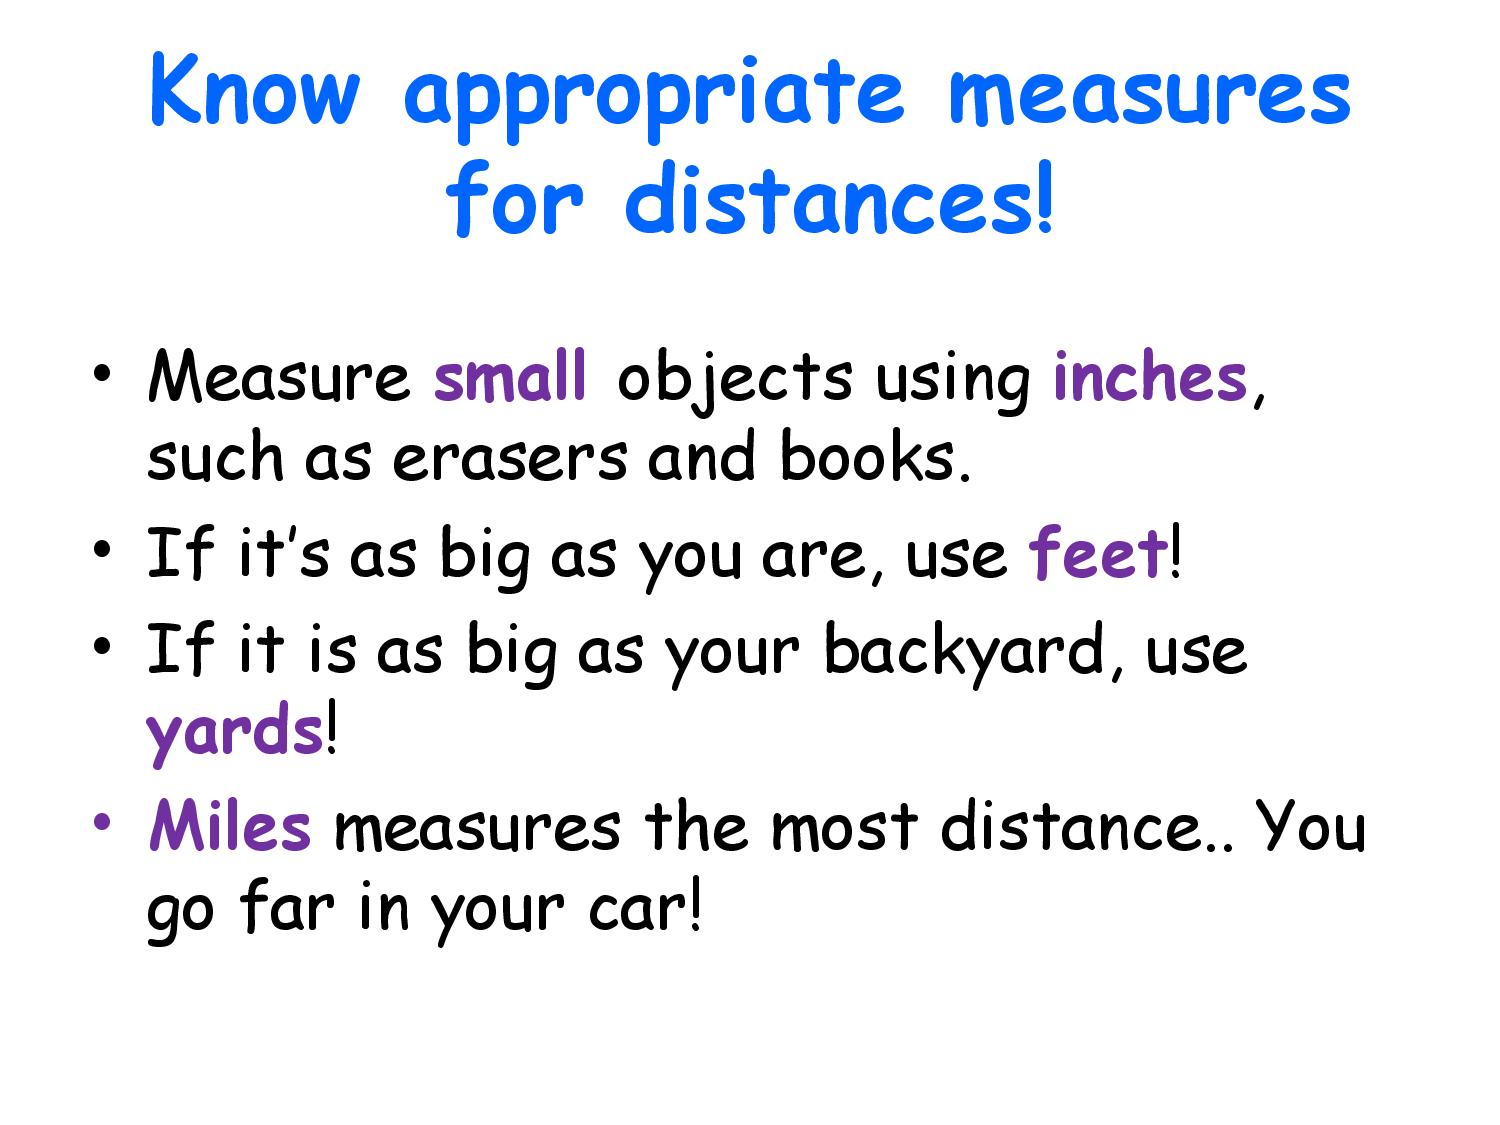 Know appropriate measures
for distances!
• Measure small objects using inches,
such as erasers and books.
• If it’s as big as you are, use feet!
• If it is as big as your backyard, use
yards!
• Miles measures the most distance.. You
go far in your car!